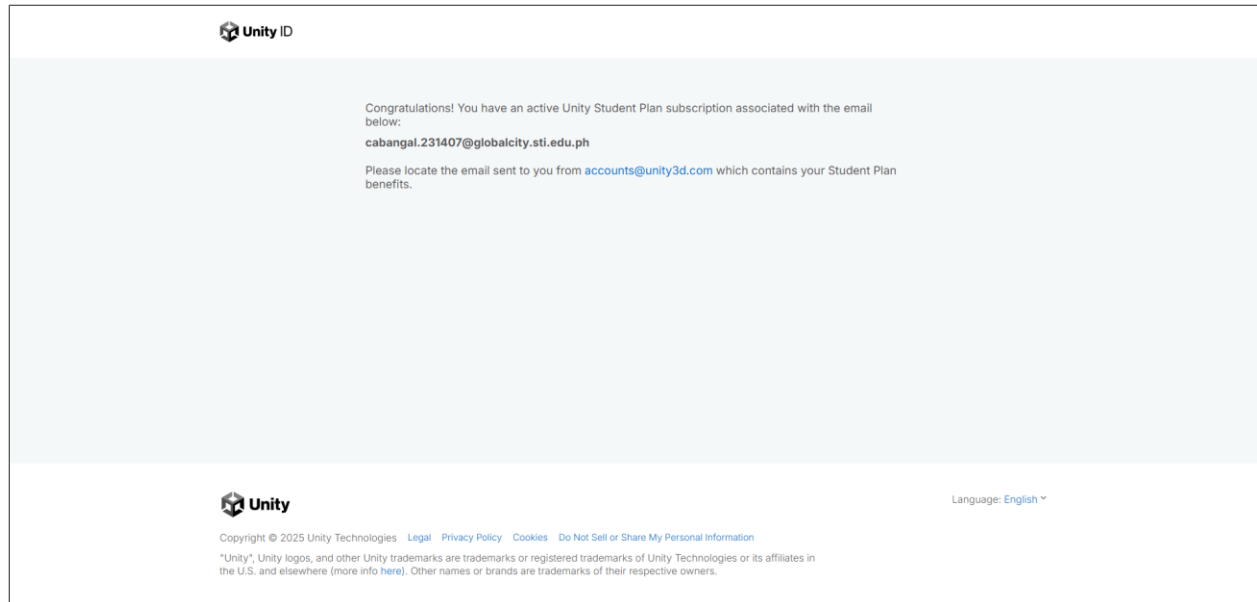 Unity ID
Congratulations! You have an active Unity Student Plan subscription associated with the email
below:
cabangal.231407@globalcity.sti.edu.ph
Please locate the email sent to you from accounts@unity3d.com which contains your Student Plan
benefits.
Unity
Language: English
Copyright © 2025 Unity Technologies Legal Privacy Policy Cookies Do Not Sell or Share My Personal Information
"Unity", Unity logos, and other Unity trademarks are trademarks or registered trademarks of Unity Technologies or its affiliates in
the U.S. and elsewhere (more info here). Other names or brands are trademarks of their respective owners.